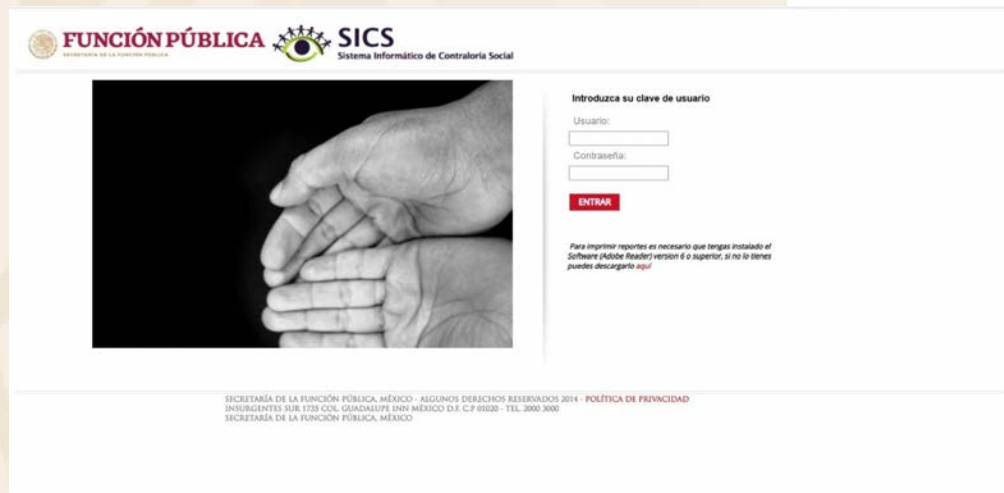 FUNCIÓN PÚBLICA
SECRETARÍA DE LA FUNCIÓN PÚBLICA
SICS
Sistema Informático de Contraloría Social
Introduzca su clave de usuario
Usuario:
Contraseña:
ENTRAR
Para imprimir reportes es necesario que tengas instalado el
Software (Adobe Reader) version 6 o superior, si no lo tienes
puedes descargarlo aquí
SECRETARÍA DE LA FUNCIÓN PÚBLICA, MÉXICO - ALGUNOS DERECHOS RESERVADOS 2014 - POLÍTICA DE PRIVACIDAD
INSURGENTES SUR 1735 COL. GUADALUPE INN MÉXICO D.F. C.P 01020 - TEL. 2000 3000
SECRETARÍA DE LA FUNCIÓN PÚBLICA, MÉXICO